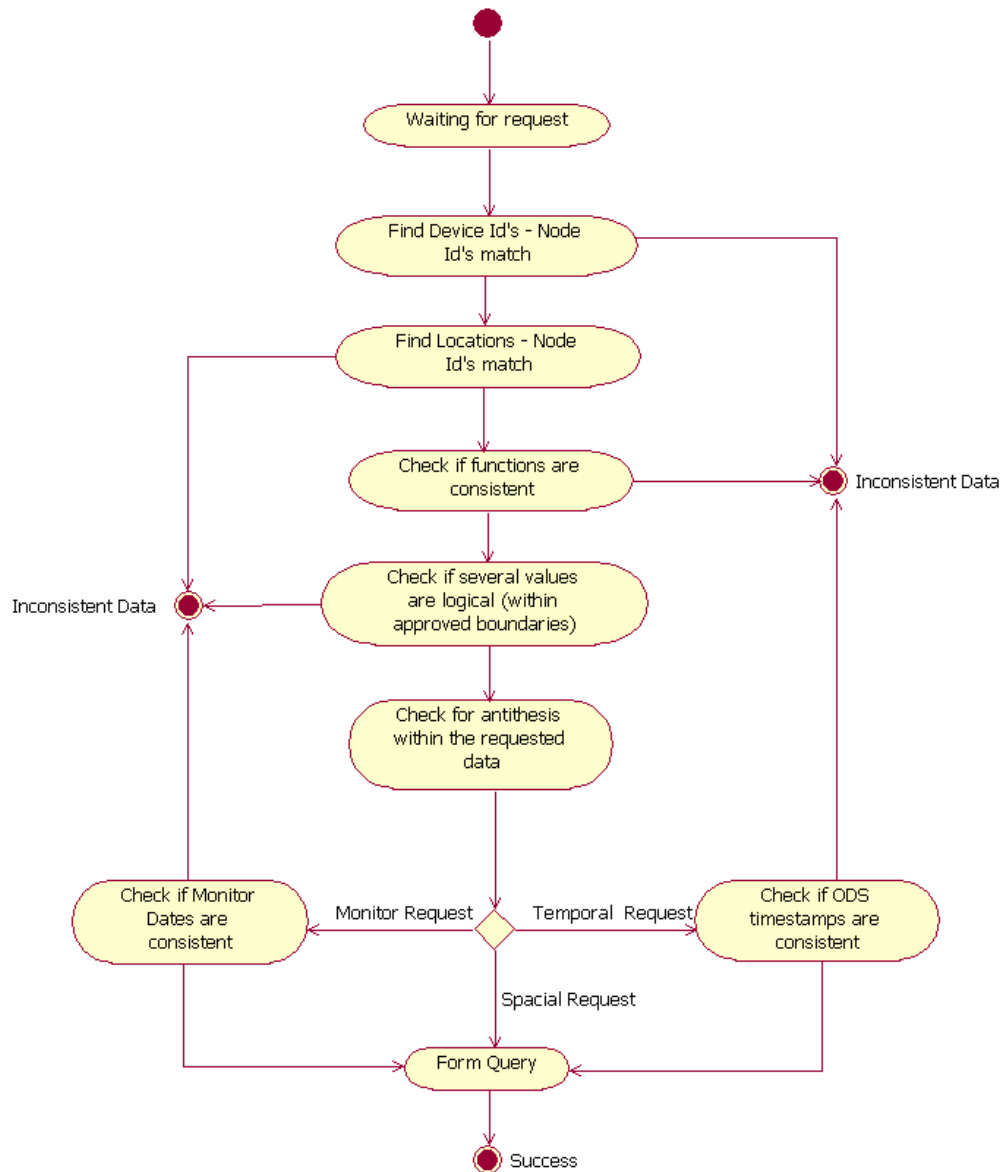 Waiting for request
Find Device Id's - Node
Id's match
Find Locations - Node
Id's match
Check if functions are
consistent
Inconsistent Data
Check if several values
are logical (within
approved boundaries)
Inconsistent Data
Check for antithesis
within the requested
data
Check if Monitor
Dates are
consistent
Monitor Request
Temporal Request
Check if ODS
timestamps are
consistent
Spacial Request
Form Query
Success